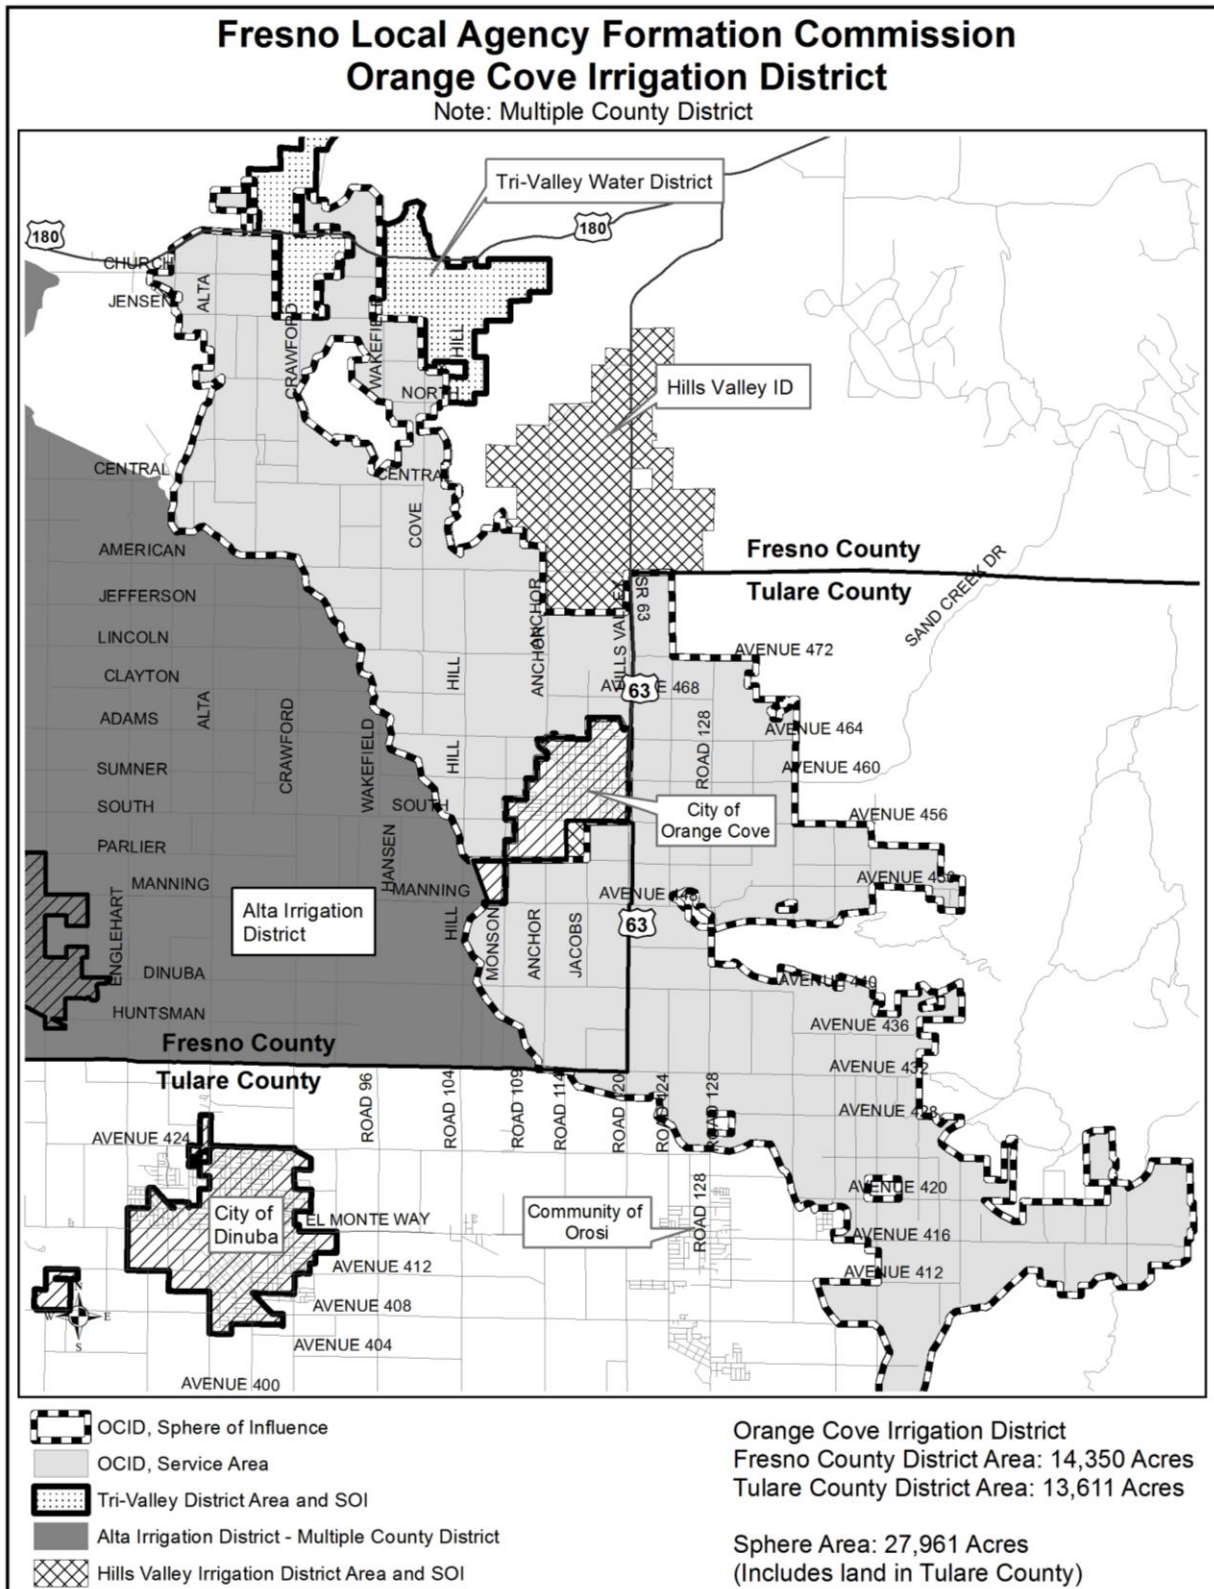 Fresno Local Agency Formation Commission
Orange Cove Irrigation District
Note: Multiple County District
Tri-Valley Water District
180
180
CHURCH
JENSEN
ALTA
CRAWFORD
WAKEFIELD
HILL
NORTH
Hills Valley ID
CENTRAL
CENTRAL
COVE
AMERICAN
Fresno County
Tulare County
SAND CREEK DR
JEFFERSON
ANCHOR
HILLS VALLEY
SR 63
LINCOLN
ANCHOR
AVENUE 472
CLAYTON
HILL
63
E 468
ADAMS
ALTA
CRAWFORD
WAKEFIELD
ROAD 128
AVENUE 464
SUMNER
HILL
AVENUE 460
SOUTH
SOUTH
City of
Orange Cove
AVENUE 456
PARLIER
HANSEN
MANNING
MANNING
Alta Irrigation
District
ENGLEHART
HILL
MONSON
ANCHOR
JACOBS
63
DINUBA
AVENUE 440
HUNTSMAN
AVENUE 436
Fresno County
Tulare County
AVENUE 432
ROAD 96
ROAD 104
ROAD 109
ROAD 114
ROAD 120
ROAD 124
ROAD 128
AVENUE 428
AVENUE 424
AVENUE 420
City of
Dinuba
EL MONTE WAY
Community of
Orosi
ROAD 128
AVENUE 416
AVENUE 412
AVENUE 412
AVENUE 408
AVENUE 404
AVENUE 400
N
W
E
S
OCID, Sphere of Influence
OCID, Service Area
Tri-Valley District Area and SOI
Alta Irrigation District - Multiple County District
Hills Valley Irrigation District Area and SOI
Orange Cove Irrigation District
Fresno County District Area: 14,350 Acres
Tulare County District Area: 13,611 Acres
Sphere Area: 27,961 Acres
(Includes land in Tulare County)